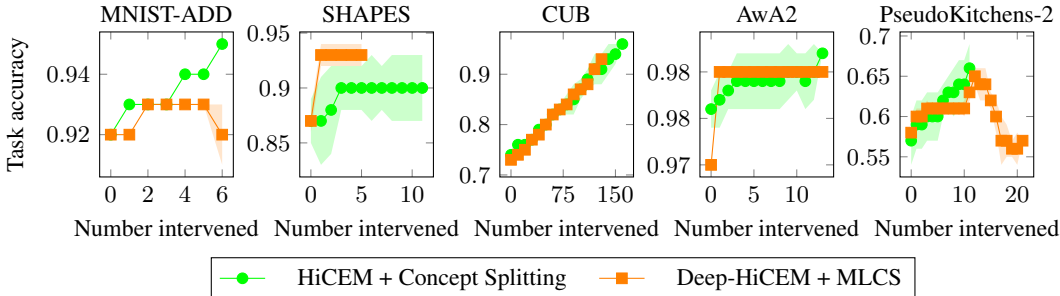 MNIST-ADD SHAPES CUB AwA2 PseudoKitchens-2
Task accuracy
0.94 0.92 0 2 4 6
0.95 0.9 0.85 0 5 10
0.9 0.8 0.7 0 75 150
0.98 0.98 0.97 0 5 10
0.7 0.65 0.6 0.55 0 10 20
Number intervened Number intervened Number intervened Number intervened Number intervened
HiCEM + Concept Splitting Deep-HiCEM + MLCS